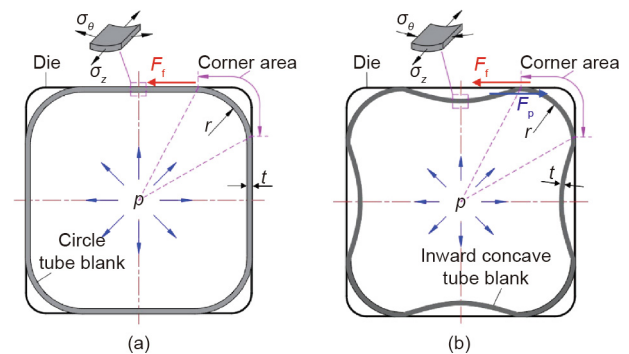 σθ
σz
Die
Ff
Corner area
r
t
p
Circle
tube blank
(a)
σθ
σz
Die
Ff
Corner area
Fp
r
t
p
Inward concave
tube blank
(b)